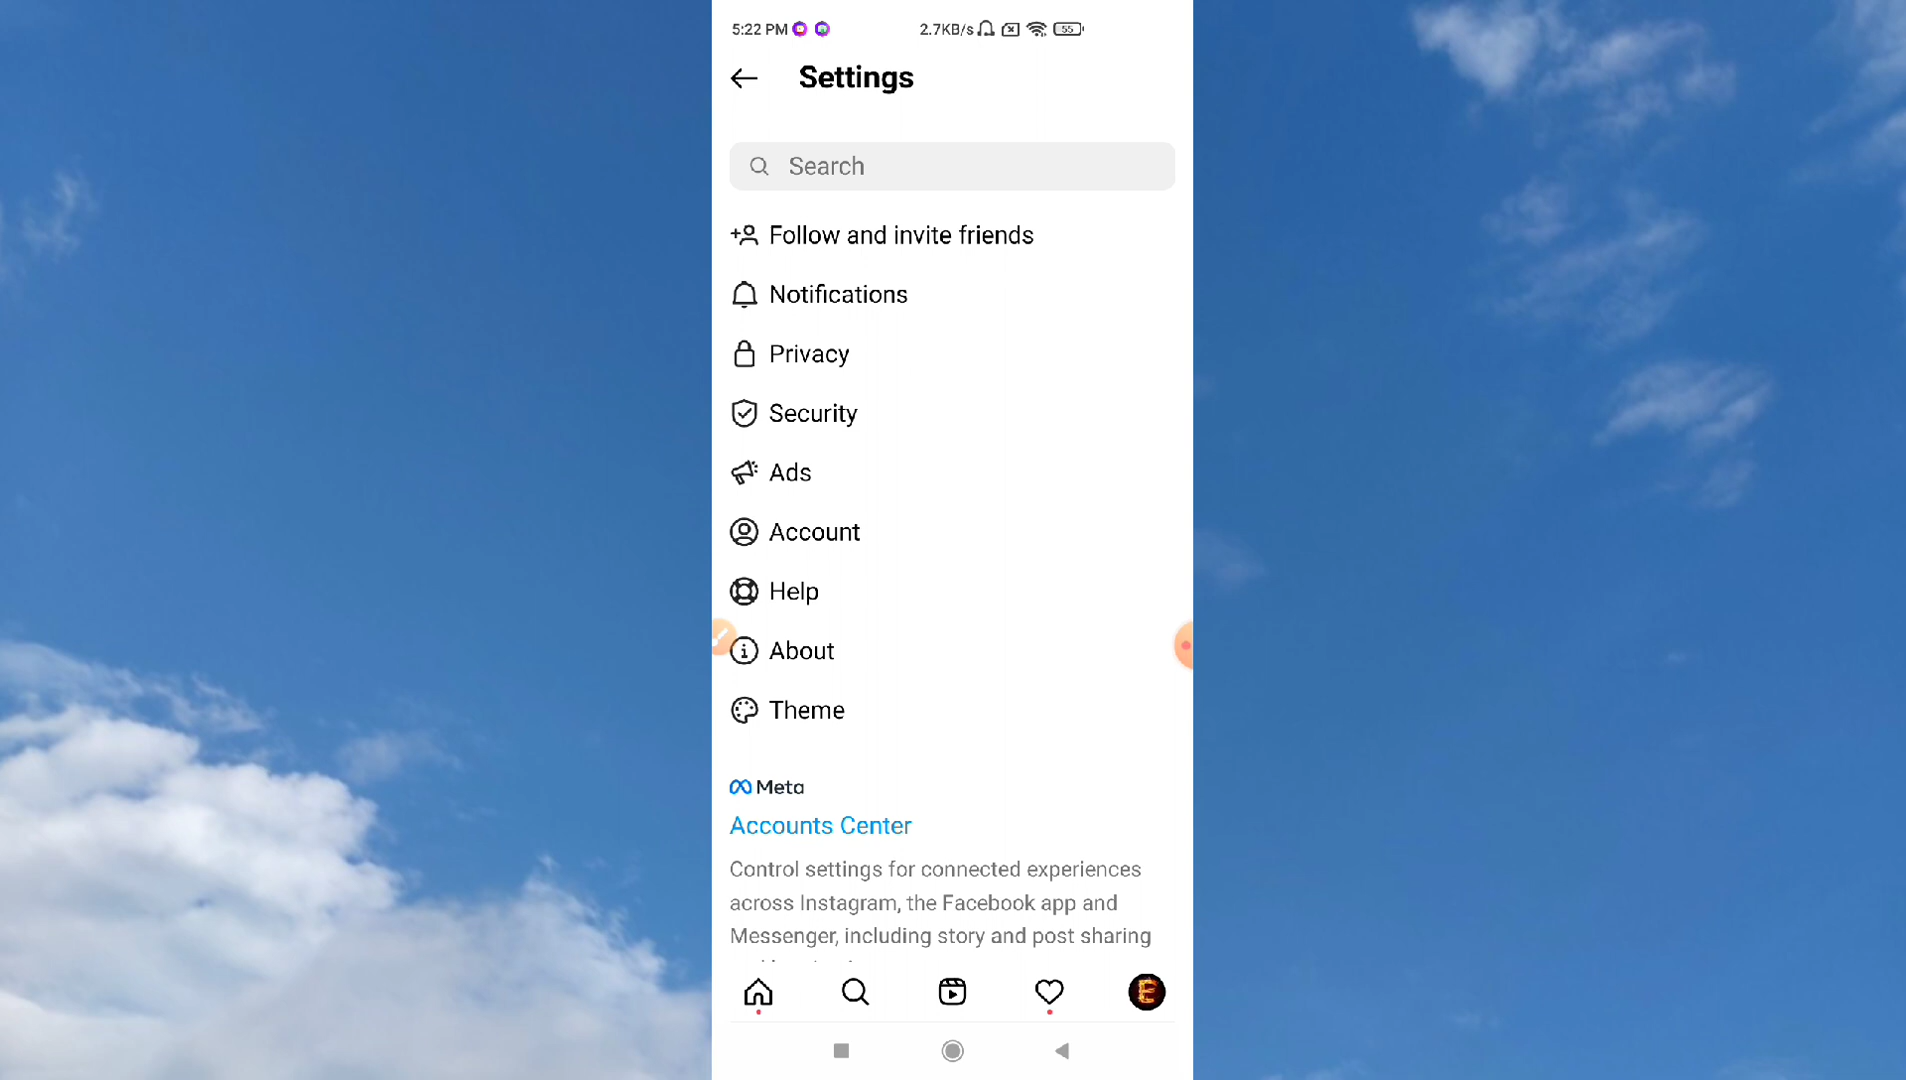 5:22 PM 2.7KB/s 55
Settings
Search
Follow and invite friends
Notifications
Privacy
Security
Ads
Account
Help
About
Theme
Meta
Accounts Center
Control settings for connected experiences
across Instagram, the Facebook app and
Messenger, including story and post sharing
E